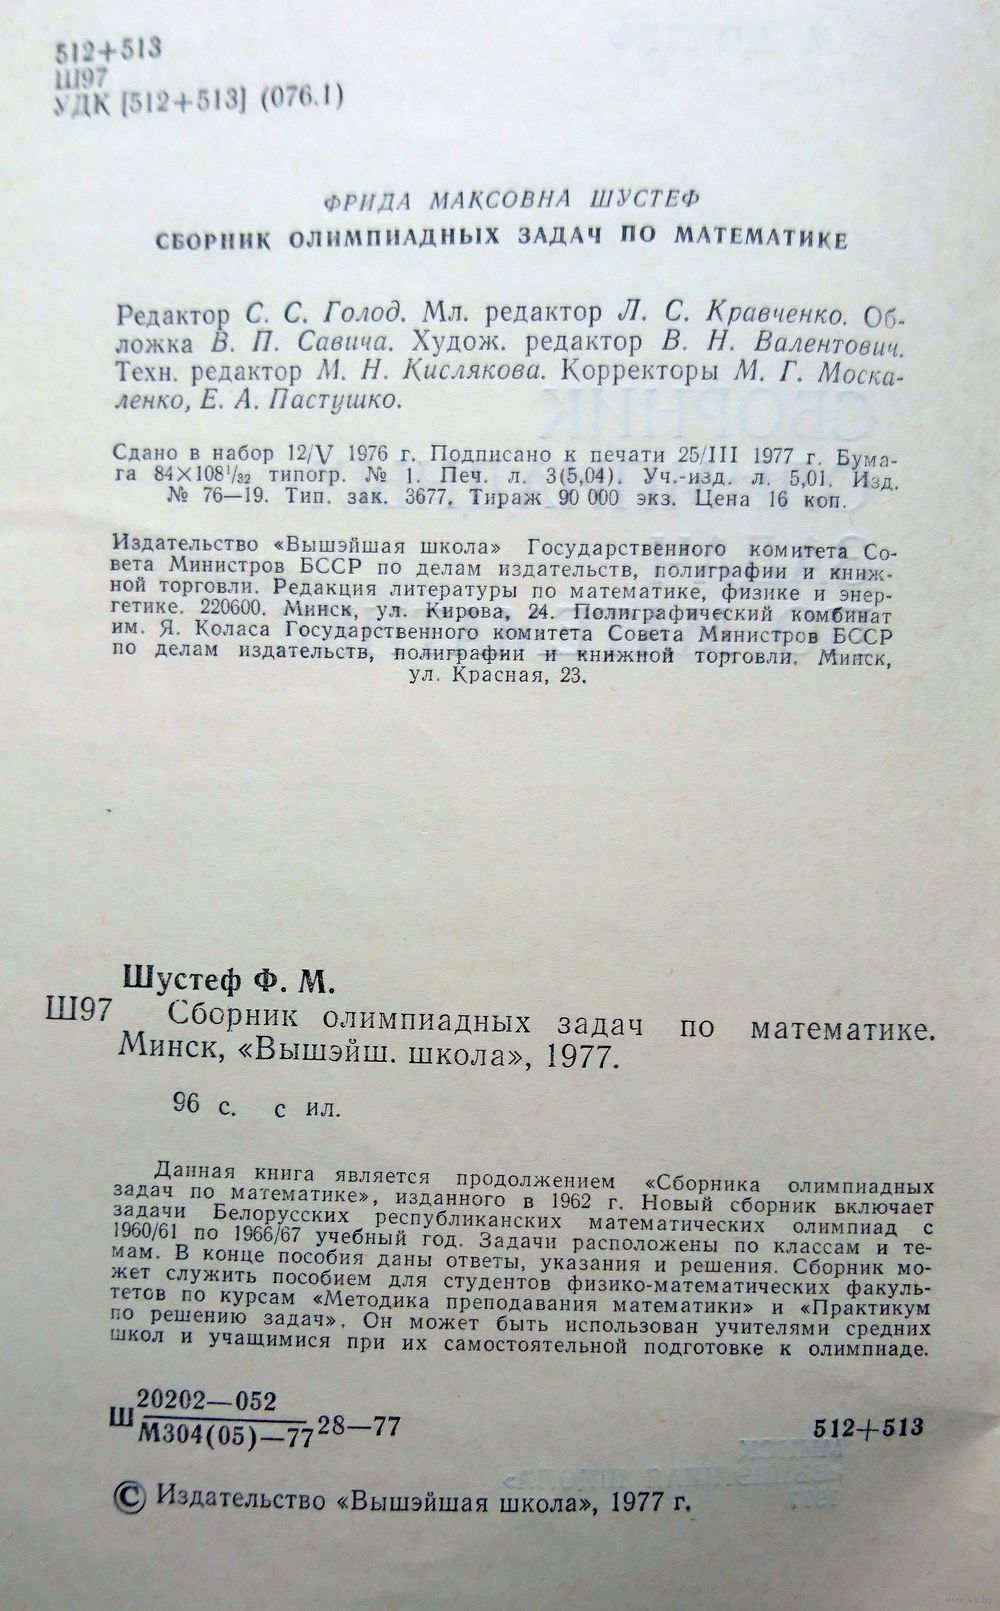 512+513
Ш97
УДК [512+513] (076.1)
ФРИДА МАКСОВНА ШУСТЕФ
СБОРНИК ОЛИМПИАДНЫХ ЗАДАЧ ПО МАТЕМАТИКЕ
Редактор С. С. Голод. Мл. редактор Л. С. Кравченко. Об-
ложка В. П. Савича. Худож. редактор В. Н. Валентович.
Техн. редактор М. Н. Кислякова. Корректоры М. Г. Моска-
ленко, Е. А. Пастушко.
Сдано в набор 12/V 1976 г. Подписано к печати 25/III 1977 г. Бума-
га 84×108 1/32 типогр. № 1. Печ. л. 3(5,04). Уч.-изд. л. 5,01. Изд.
№ 76—19. Тип. зак. 3677. Тираж 90 000 экз. Цена 16 коп.
Издательство «Вышэйшая школа» Государственного комитета Со-
вета Министров БССР по делам издательств, полиграфии и книж-
ной торговли. Редакция литературы по математике, физике и энер-
гетике. 220600. Минск, ул. Кирова, 24. Полиграфический комбинат
им. Я. Коласа Государственного комитета Совета Министров БССР
по делам издательств, полиграфии и книжной торговли. Минск,
ул. Красная, 23.
Шустеф Ф. М.
Ш97 Сборник олимпиадных задач по математике.
Минск, «Вышэйш. школа», 1977.
96 с. с ил.
Данная книга является продолжением «Сборника олимпиадных
задач по математике», изданного в 1962 г. Новый сборник включает
задачи Белорусских республиканских математических олимпиад с
1960/61 по 1966/67 учебный год. Задачи расположены по классам и те-
мам. В конце пособия даны ответы, указания и решения. Сборник мо-
жет служить пособием для студентов физико-математических факуль-
тетов по курсам «Методика преподавания математики» и «Практикум
по решению задач». Он может быть использован учителями средних
школ и учащимися при их самостоятельной подготовке к олимпиаде.
20202—052
Ш 28—77 512+513
М304(05)—77
© Издательство «Вышэйшая школа», 1977 г.
www.ay.by